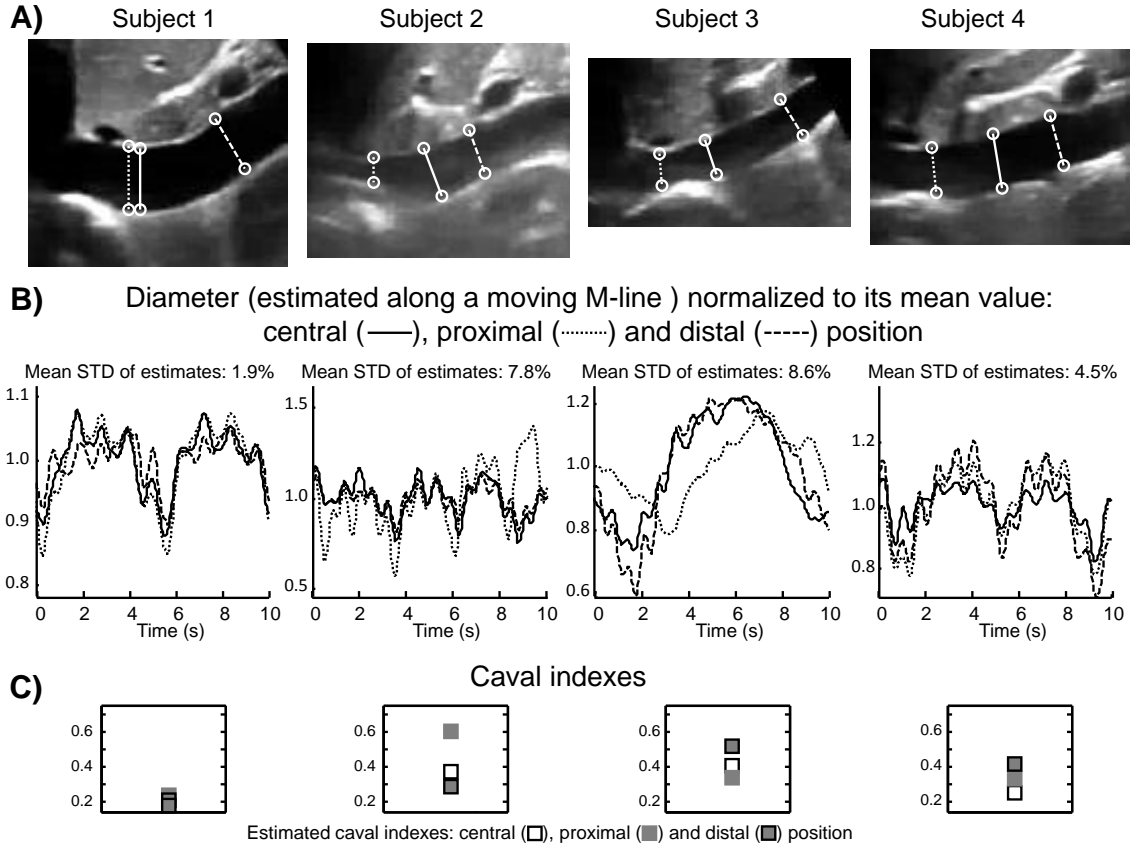 A)
Subject 1 Subject 2 Subject 3 Subject 4
B)
Diameter (estimated along a moving M-line ) normalized to its mean value:
central ( ), proximal ( ) and distal ( ) position
Mean STD of estimates: 1.9% Mean STD of estimates: 7.8% Mean STD of estimates: 8.6% Mean STD of estimates: 4.5%
1.1
1.0
0.9
0.8
0 2 4 6 8 10
Time (s)
1.5
1.0
0.5
0 2 4 6 8 10
Time (s)
1.2
1.0
0.8
0.6
0 2 4 6 8 10
Time (s)
1.2
1.0
0.8
0 2 4 6 8 10
Time (s)
C)
Caval indexes
0.6
0.4
0.2
0.6
0.4
0.2
0.6
0.4
0.2
0.6
0.4
0.2
Estimated caval indexes: central ( ), proximal ( ) and distal ( ) position